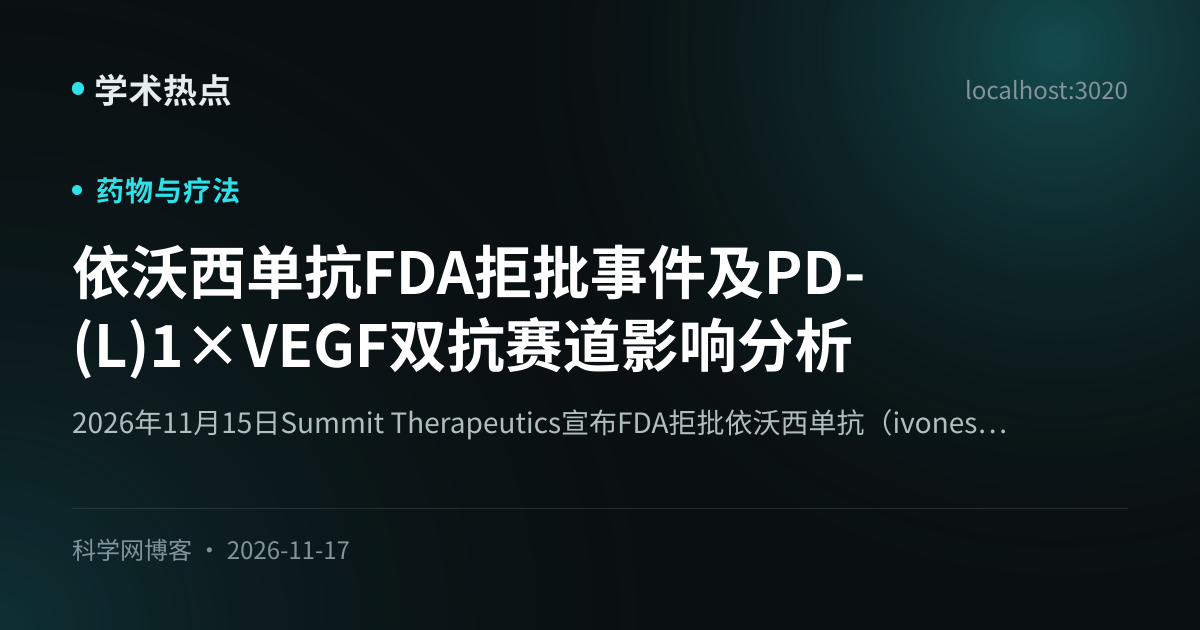 学术热点
localhost:3020
药物与疗法
依沃西单抗FDA拒批事件及PD-
(L)1×VEGF双抗赛道影响分析
2026年11月15日Summit Therapeutics宣布FDA拒批依沃西单抗（ivones…
科学网博客 · 2026-11-17